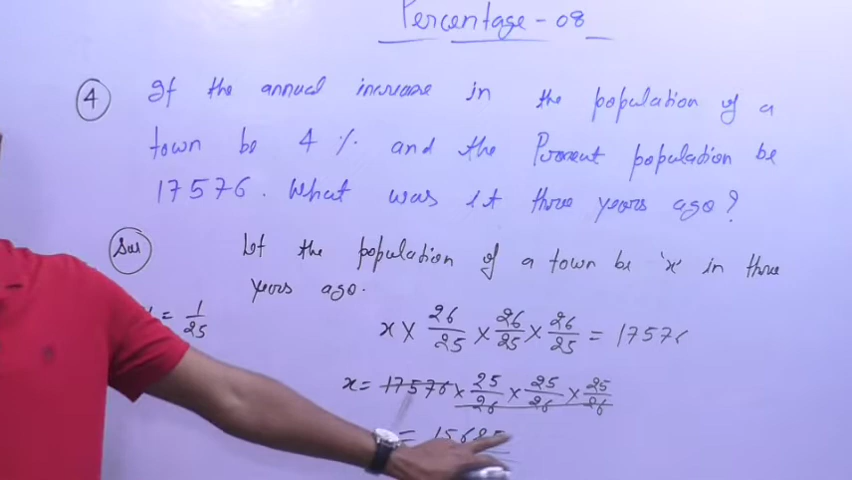 Percentage - 08
4 If the annual increase in the population of a
town be 4 % and the Present population be
17576. What was it three years ago?
Sol Let the population of a town be 'x' in three
years ago.
= 1/25
x × 26/25 × 26/25 × 26/25 = 17576
x = 17576 × 25/26 × 25/26 × 25/26